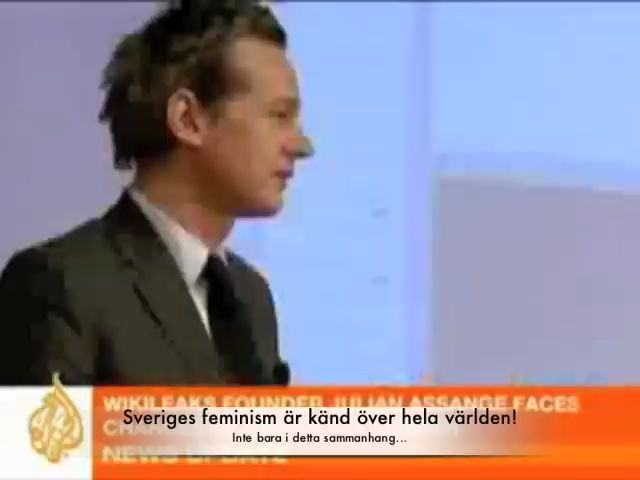 WIKILEAKS FOUNDER JULIAN ASSANGE FACES
Sveriges feminism är känd över hela världen!
Inte bara i detta sammanhang...
NEWS UPDATE